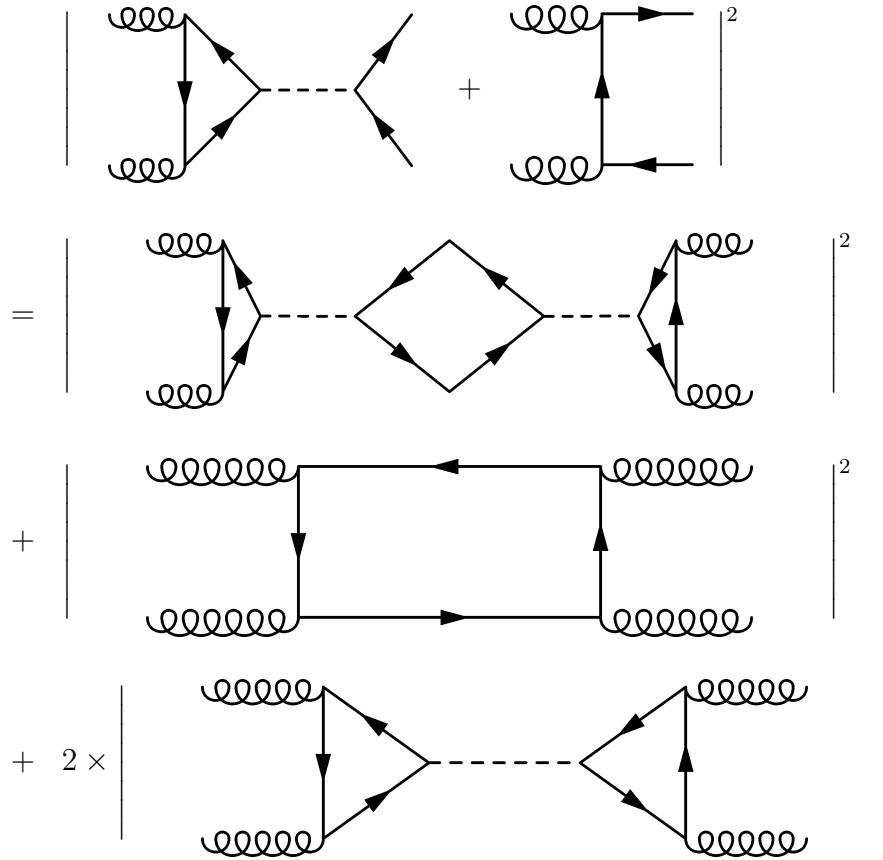 | + |²
= | |²
+ | |²
+ 2 × |